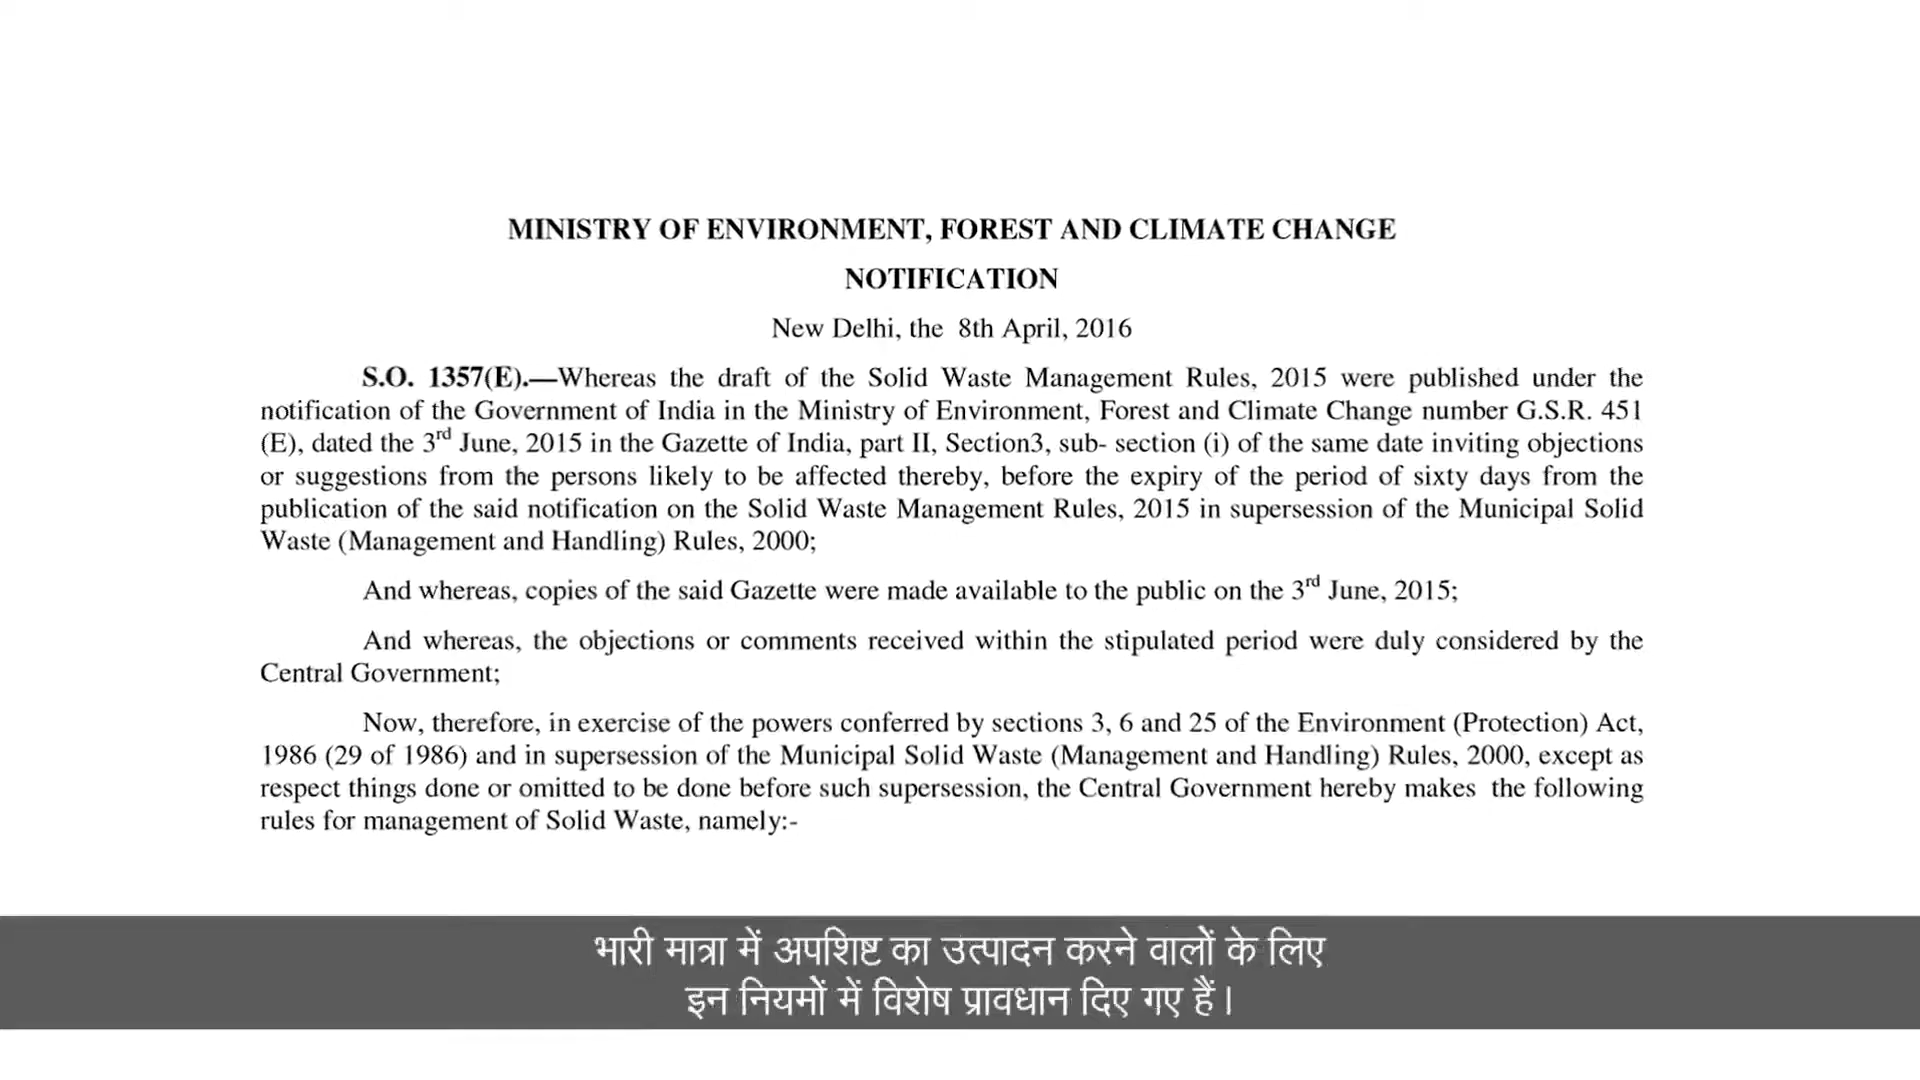 MINISTRY OF ENVIRONMENT, FOREST AND CLIMATE CHANGE
NOTIFICATION
New Delhi, the 8th April, 2016
S.O. 1357(E).—Whereas the draft of the Solid Waste Management Rules, 2015 were published under the
notification of the Government of India in the Ministry of Environment, Forest and Climate Change number G.S.R. 451
(E), dated the 3rd June, 2015 in the Gazette of India, part II, Section3, sub- section (i) of the same date inviting objections
or suggestions from the persons likely to be affected thereby, before the expiry of the period of sixty days from the
publication of the said notification on the Solid Waste Management Rules, 2015 in supersession of the Municipal Solid
Waste (Management and Handling) Rules, 2000;
And whereas, copies of the said Gazette were made available to the public on the 3rd June, 2015;
And whereas, the objections or comments received within the stipulated period were duly considered by the
Central Government;
Now, therefore, in exercise of the powers conferred by sections 3, 6 and 25 of the Environment (Protection) Act,
1986 (29 of 1986) and in supersession of the Municipal Solid Waste (Management and Handling) Rules, 2000, except as
respect things done or omitted to be done before such supersession, the Central Government hereby makes the following
rules for management of Solid Waste, namely:-
भारी मात्रा में अपशिष्ट का उत्पादन करने वालों के लिए
इन नियमों में विशेष प्रावधान दिए गए हैं।